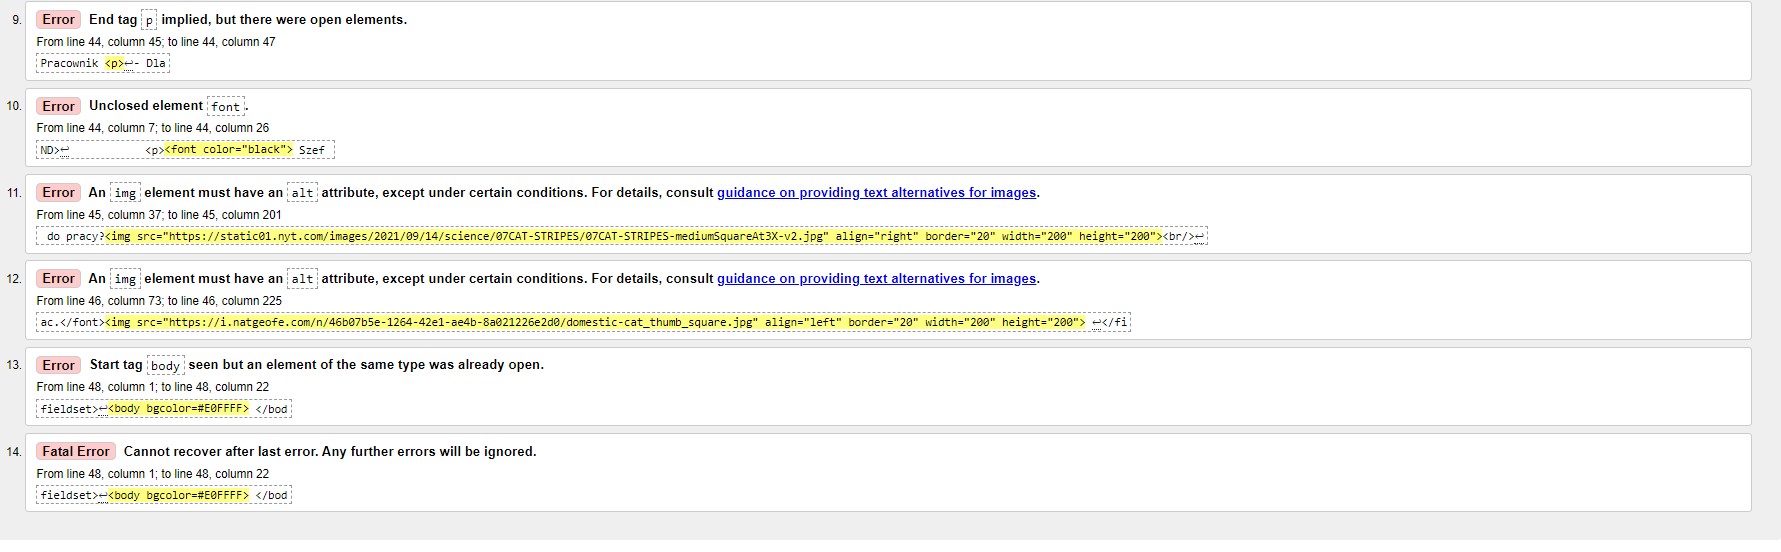 9. Error End tag p implied, but there were open elements.
From line 44, column 45; to line 44, column 47
Pracownik <p>↩- Dla
10. Error Unclosed element font.
From line 44, column 7; to line 44, column 26
ND>↩ <p><font color="black"> Szef
11. Error An img element must have an alt attribute, except under certain conditions. For details, consult guidance on providing text alternatives for images.
From line 45, column 37; to line 45, column 201
do pracy?<img src="https://static01.nyt.com/images/2021/09/14/science/07CAT-STRIPES/07CAT-STRIPES-mediumSquareAt3X-v2.jpg" align="right" border="20" width="200" height="200"><br/>↩
12. Error An img element must have an alt attribute, except under certain conditions. For details, consult guidance on providing text alternatives for images.
From line 46, column 73; to line 46, column 225
ac.</font><img src="https://i.natgeofe.com/n/46b07b5e-1264-42e1-ae4b-8a021226e2d0/domestic-cat_thumb_square.jpg" align="left" border="20" width="200" height="200"> ↩</fi
13. Error Start tag body seen but an element of the same type was already open.
From line 48, column 1; to line 48, column 22
fieldset>↩<body bgcolor=#E0FFFF> </bod
14. Fatal Error Cannot recover after last error. Any further errors will be ignored.
From line 48, column 1; to line 48, column 22
fieldset>↩<body bgcolor=#E0FFFF> </bod